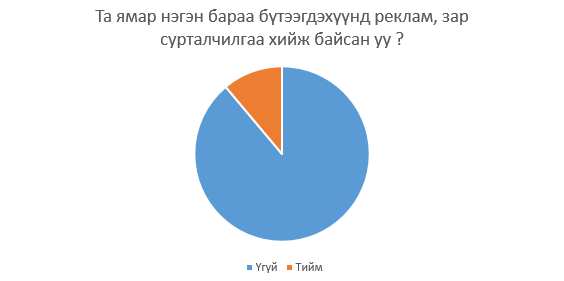 Та ямар нэгэн бараа бүтээгдэхүүнд реклам, зар
сурталчилгаа хийж байсан уу ?
Үгүй Тийм